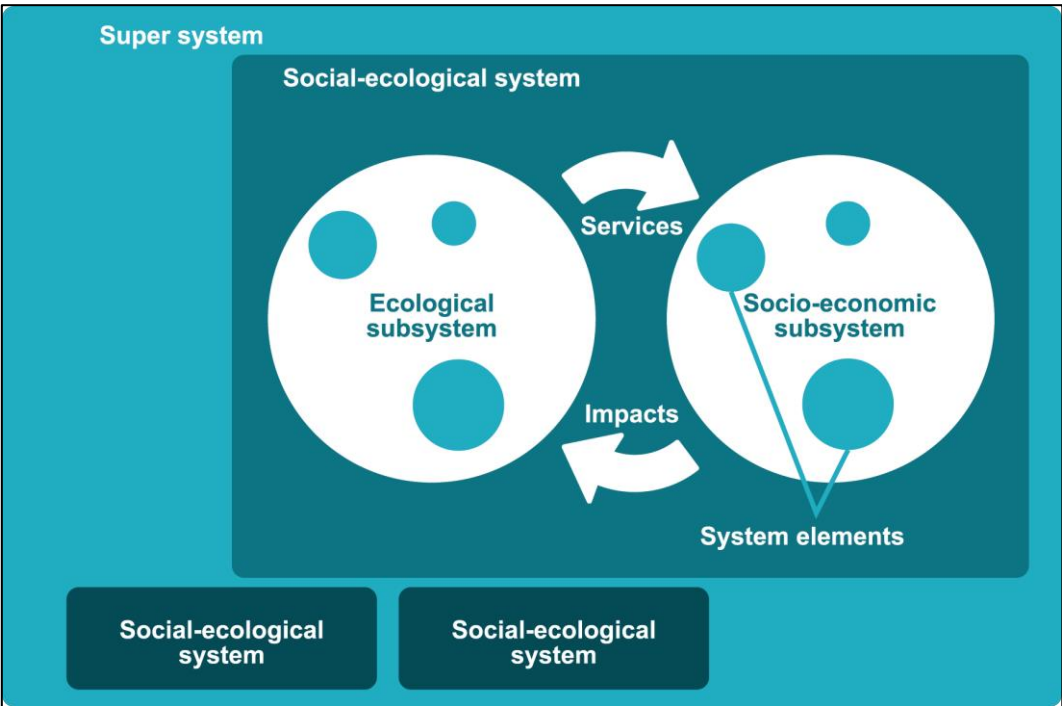 Super system
Social-ecological system
Services
Ecological
subsystem
Socio-economic
subsystem
Impacts
System elements
Social-ecological
system
Social-ecological
system